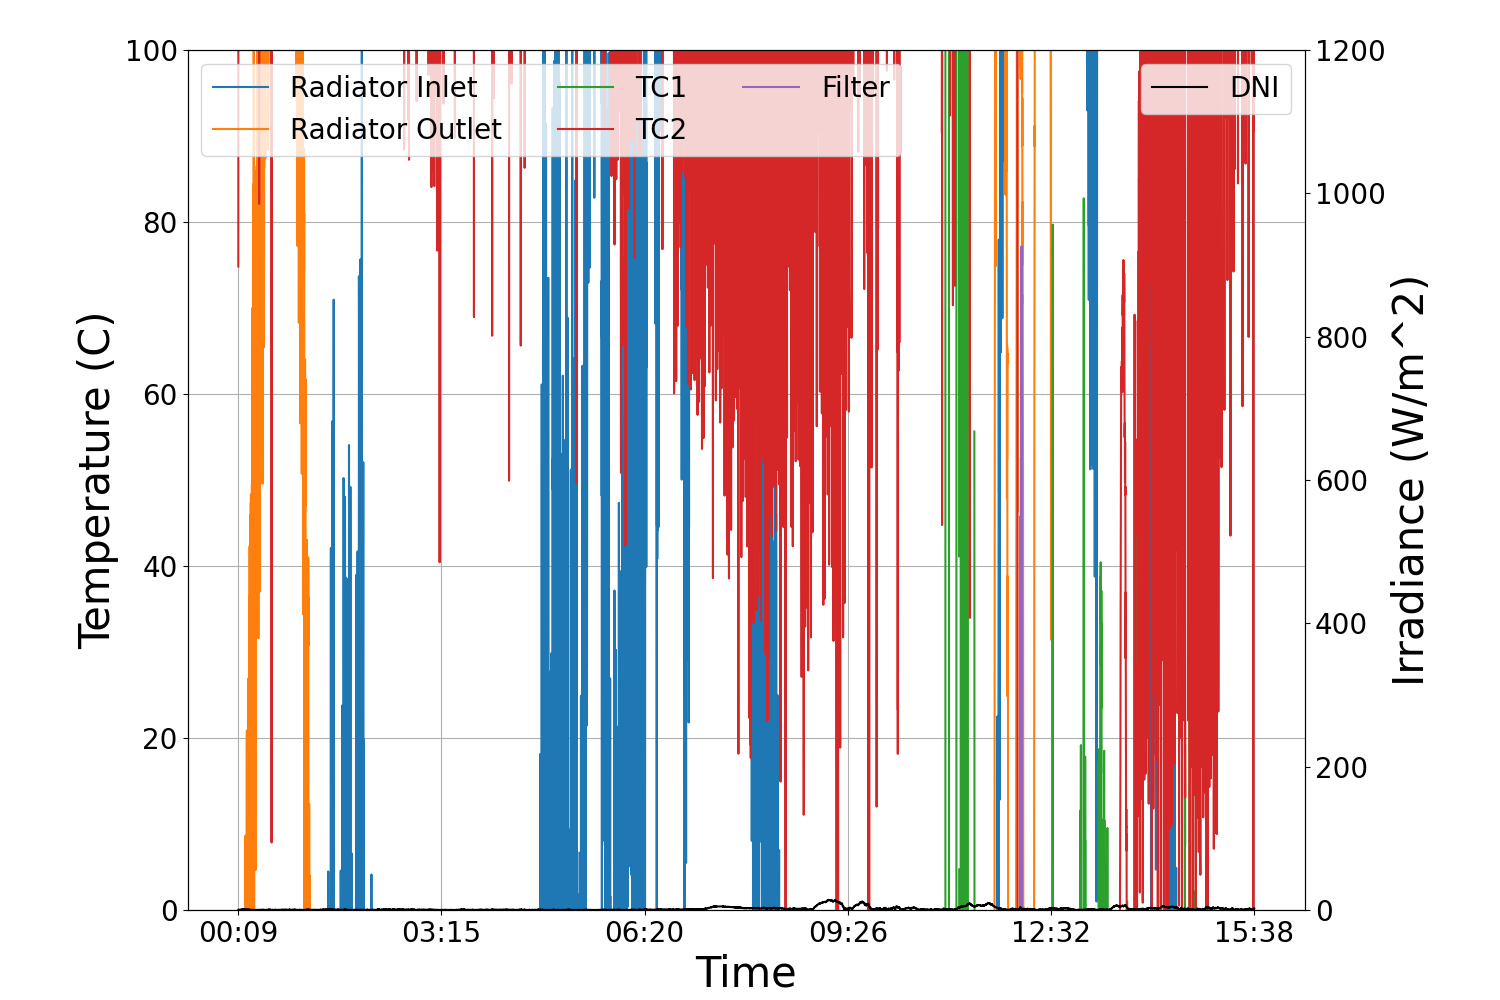 Radiator Inlet
Radiator Outlet
TC1
TC2
Filter
DNI
100
80
60
40
20
0
Temperature (C)
1200
1000
800
600
400
200
0
Irradiance (W/m^2)
00:09 03:15 06:20 09:26 12:32 15:38
Time